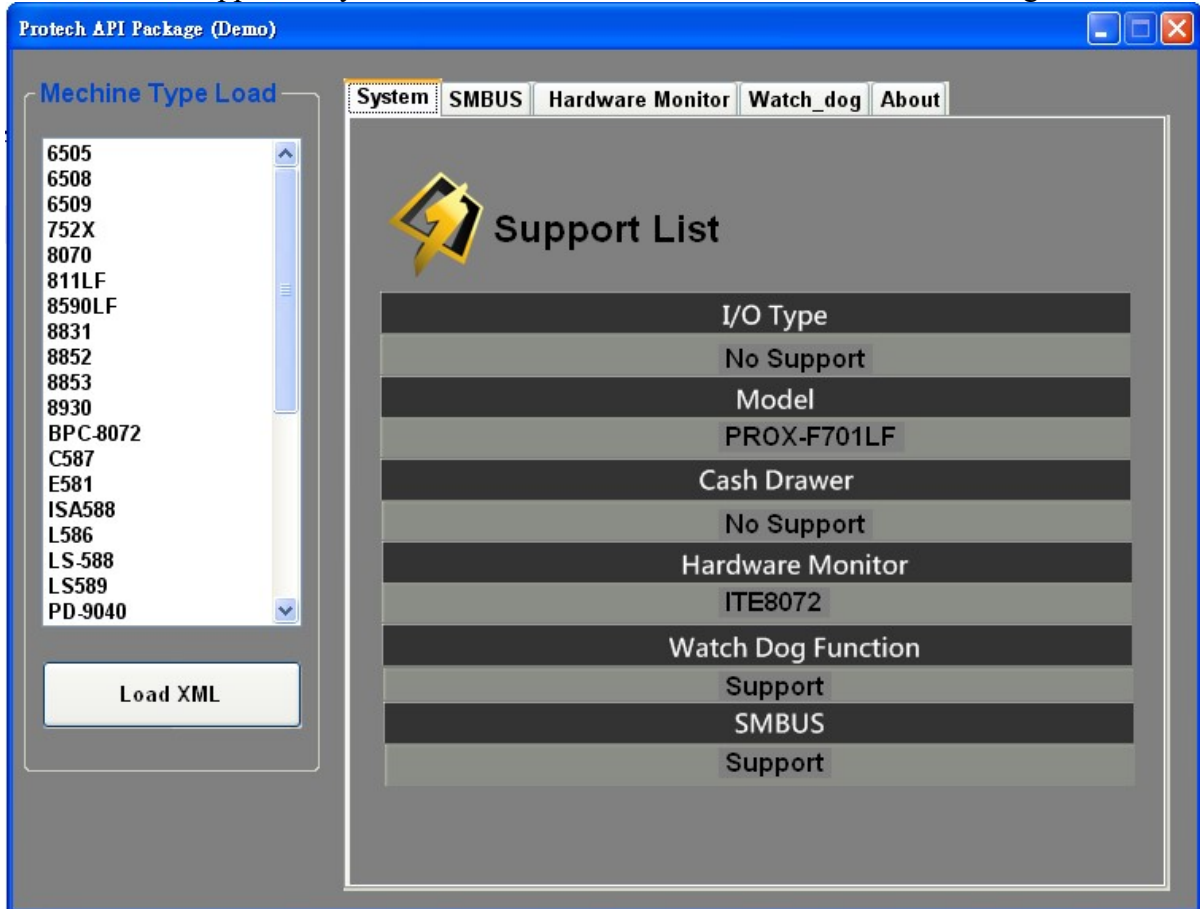 Protech API Package (Demo)
Mechine Type Load
6505
6508
6509
752X
8070
811LF
8590LF
8831
8852
8853
8930
BPC-8072
C587
E581
ISA588
L586
LS-588
LS589
PD-9040
Load XML
System SMBUS Hardware Monitor Watch_dog About
Support List
I/O Type
No Support
Model
PROX-F701LF
Cash Drawer
No Support
Hardware Monitor
ITE8072
Watch Dog Function
Support
SMBUS
Support